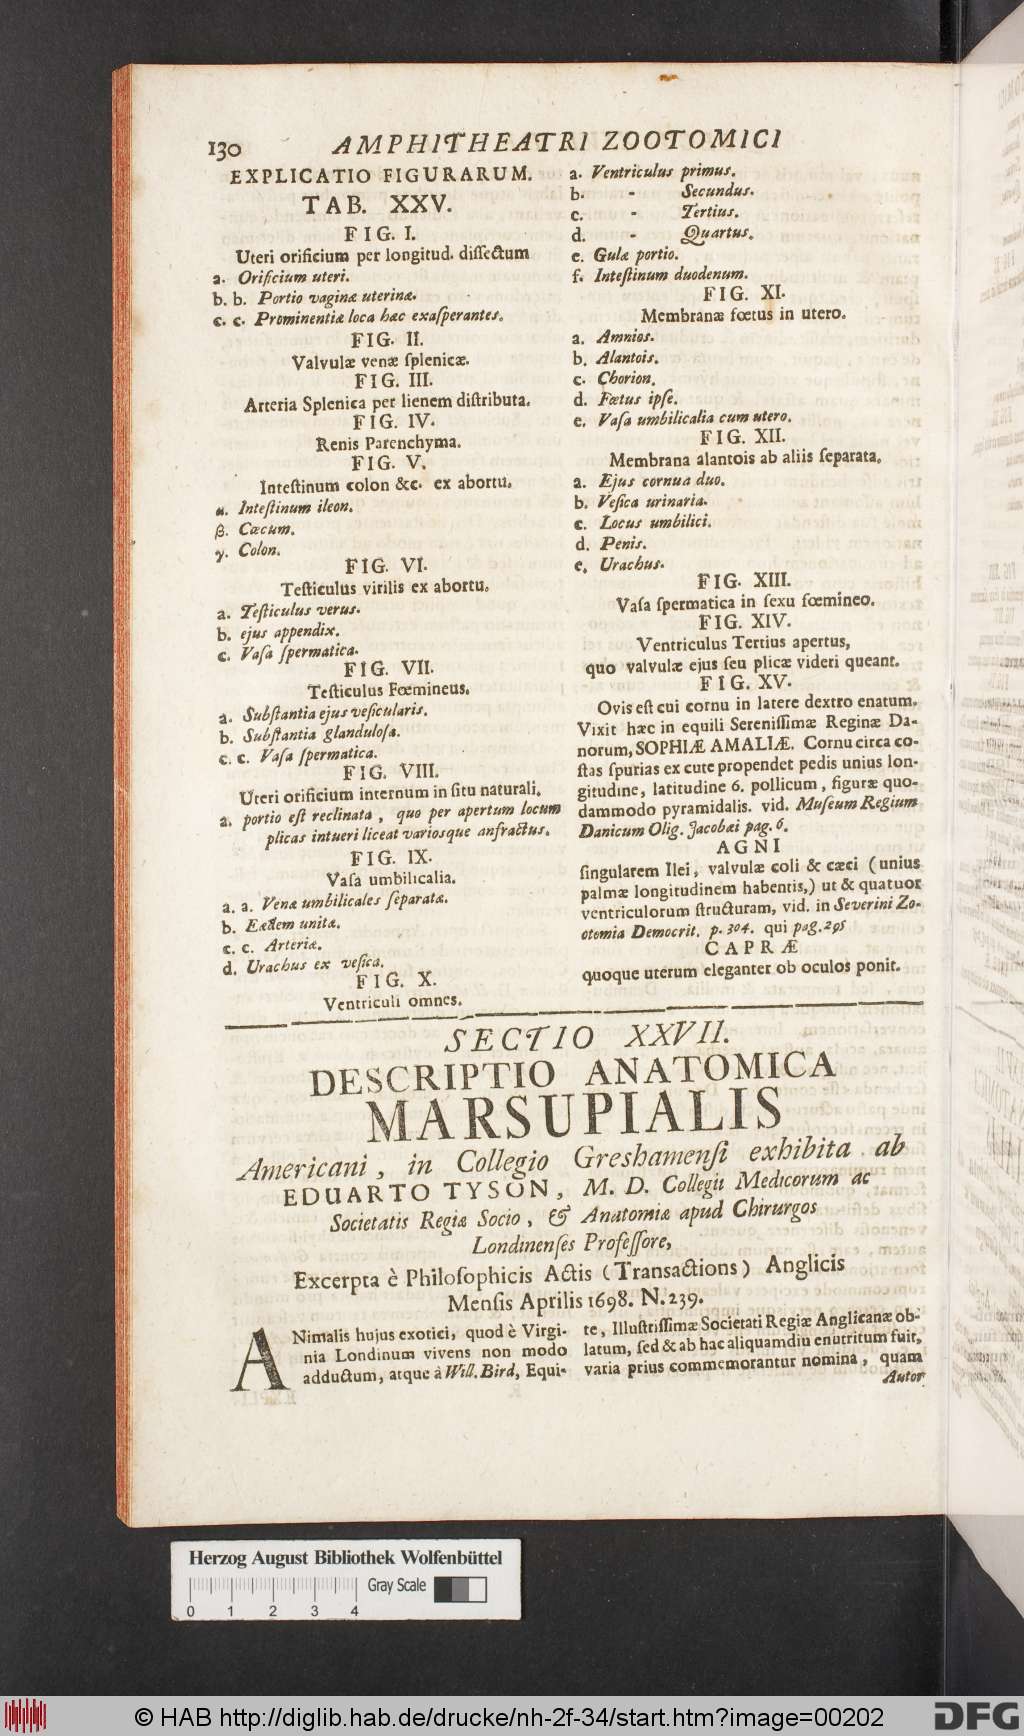 130 AMPHITHEATRI ZOOTOMICI
EXPLICATIO FIGURARUM.
TAB. XXV.
FIG. I.
Uteri orificium per longitud. diſſectum
a. Orificium uteri.
b. b. Portio vaginæ uterinæ.
c. c. Prominentiæ loca hæc exaſperantes.
FIG. II.
Valvulæ venæ ſplenicæ.
FIG. III.
Arteria Splenica per lienem diſtributa.
FIG. IV.
Renis Parenchyma.
FIG. V.
Inteſtinum colon &c. ex abortu.
α. Inteſtinum ileon.
β. Cæcum.
γ. Colon.
FIG. VI.
Teſticulus virilis ex abortu.
a. Teſticulus verus.
b. ejus appendix.
c. Vaſa ſpermatica.
FIG. VII.
Teſticulus Fœmineus.
a. Subſtantia ejus veſicularis.
b. Subſtantia glanduloſa.
c. c. Vaſa ſpermatica.
FIG. VIII.
Uteri orificium internum in ſitu naturali.
a. portio eſt reclinata, quo per apertum locum
plicas intueri liceat variosque anfractus.
FIG. IX.
Vaſa umbilicalia.
a. a. Venæ umbilicales ſeparatæ.
b. Eædem unitæ.
c. c. Arteriæ.
d. Urachus ex veſica.
FIG. X.
Ventriculi omnes.
a. Ventriculus primus.
b. - Secundus.
c. - Tertius.
d. - Quartus.
e. Gulæ portio.
f. Inteſtinum duodenum.
FIG. XI.
Membranæ fœtus in utero.
a. Amnios.
b. Alantois.
c. Chorion.
d. Fœtus ipſe.
e. Vaſa umbilicalia cum utero.
FIG. XII.
Membrana alantois ab aliis ſeparata.
a. Ejus cornua duo.
b. Veſica urinaria.
c. Locus umbilici.
d. Penis.
e. Urachus.
FIG. XIII.
Vaſa ſpermatica in ſexu fœmineo.
FIG. XIV.
Ventriculus Tertius apertus,
quo valvulæ ejus ſeu plicæ videri queant.
FIG. XV.
Ovis eſt cui cornu in latere dextro enatum.
Vixit hæc in equili Sereniſſimæ Reginæ Da-
norum, SOPHIÆ AMALIÆ. Cornu circa co-
ſtas ſpurias ex cute propendet pedis unius lon-
gitudine, latitudine 6. pollicum, figuræ quo-
dammodo pyramidalis. vid. Muſeum Regium
Danicum Olig. Jacobæi pag. 6.
AGNI
ſingularem Ilei, valvulæ coli & cæci (unius
palmæ longitudinem habentis,) ut & quatuor
ventriculorum ſtructuram, vid. in Severini Zo-
otomia Democrit. p. 304. qui pag. 295
CAPRÆ
quoque uterum eleganter ob oculos ponit.
SECTIO XXVII.
DESCRIPTIO ANATOMICA
MARSUPIALIS
Americani, in Collegio Greshamenſi exhibita ab
EDUARTO TYSON, M. D. Collegii Medicorum ac
Societatis Regiæ Socio, & Anatomiæ apud Chirurgos
Londinenſes Profeſſore,
Excerpta è Philoſophicis Actis (Transactions) Anglicis
Menſis Aprilis 1698. N. 239.
ANimalis hujus exotici, quod è Virgi-
nia Londinum vivens non modo
adductum, atque à Will. Bird, Equi-
te, Illuſtriſſimæ Societati Regiæ Anglicanæ ob-
latum, ſed & ab hac aliquamdiu enutritum fuit,
varia prius commemorantur nomina, quam
Autor
Herzog August Bibliothek Wolfenbüttel
Gray Scale
0 1 2 3 4
© HAB http://diglib.hab.de/drucke/nh-2f-34/start.htm?image=00202
DFG